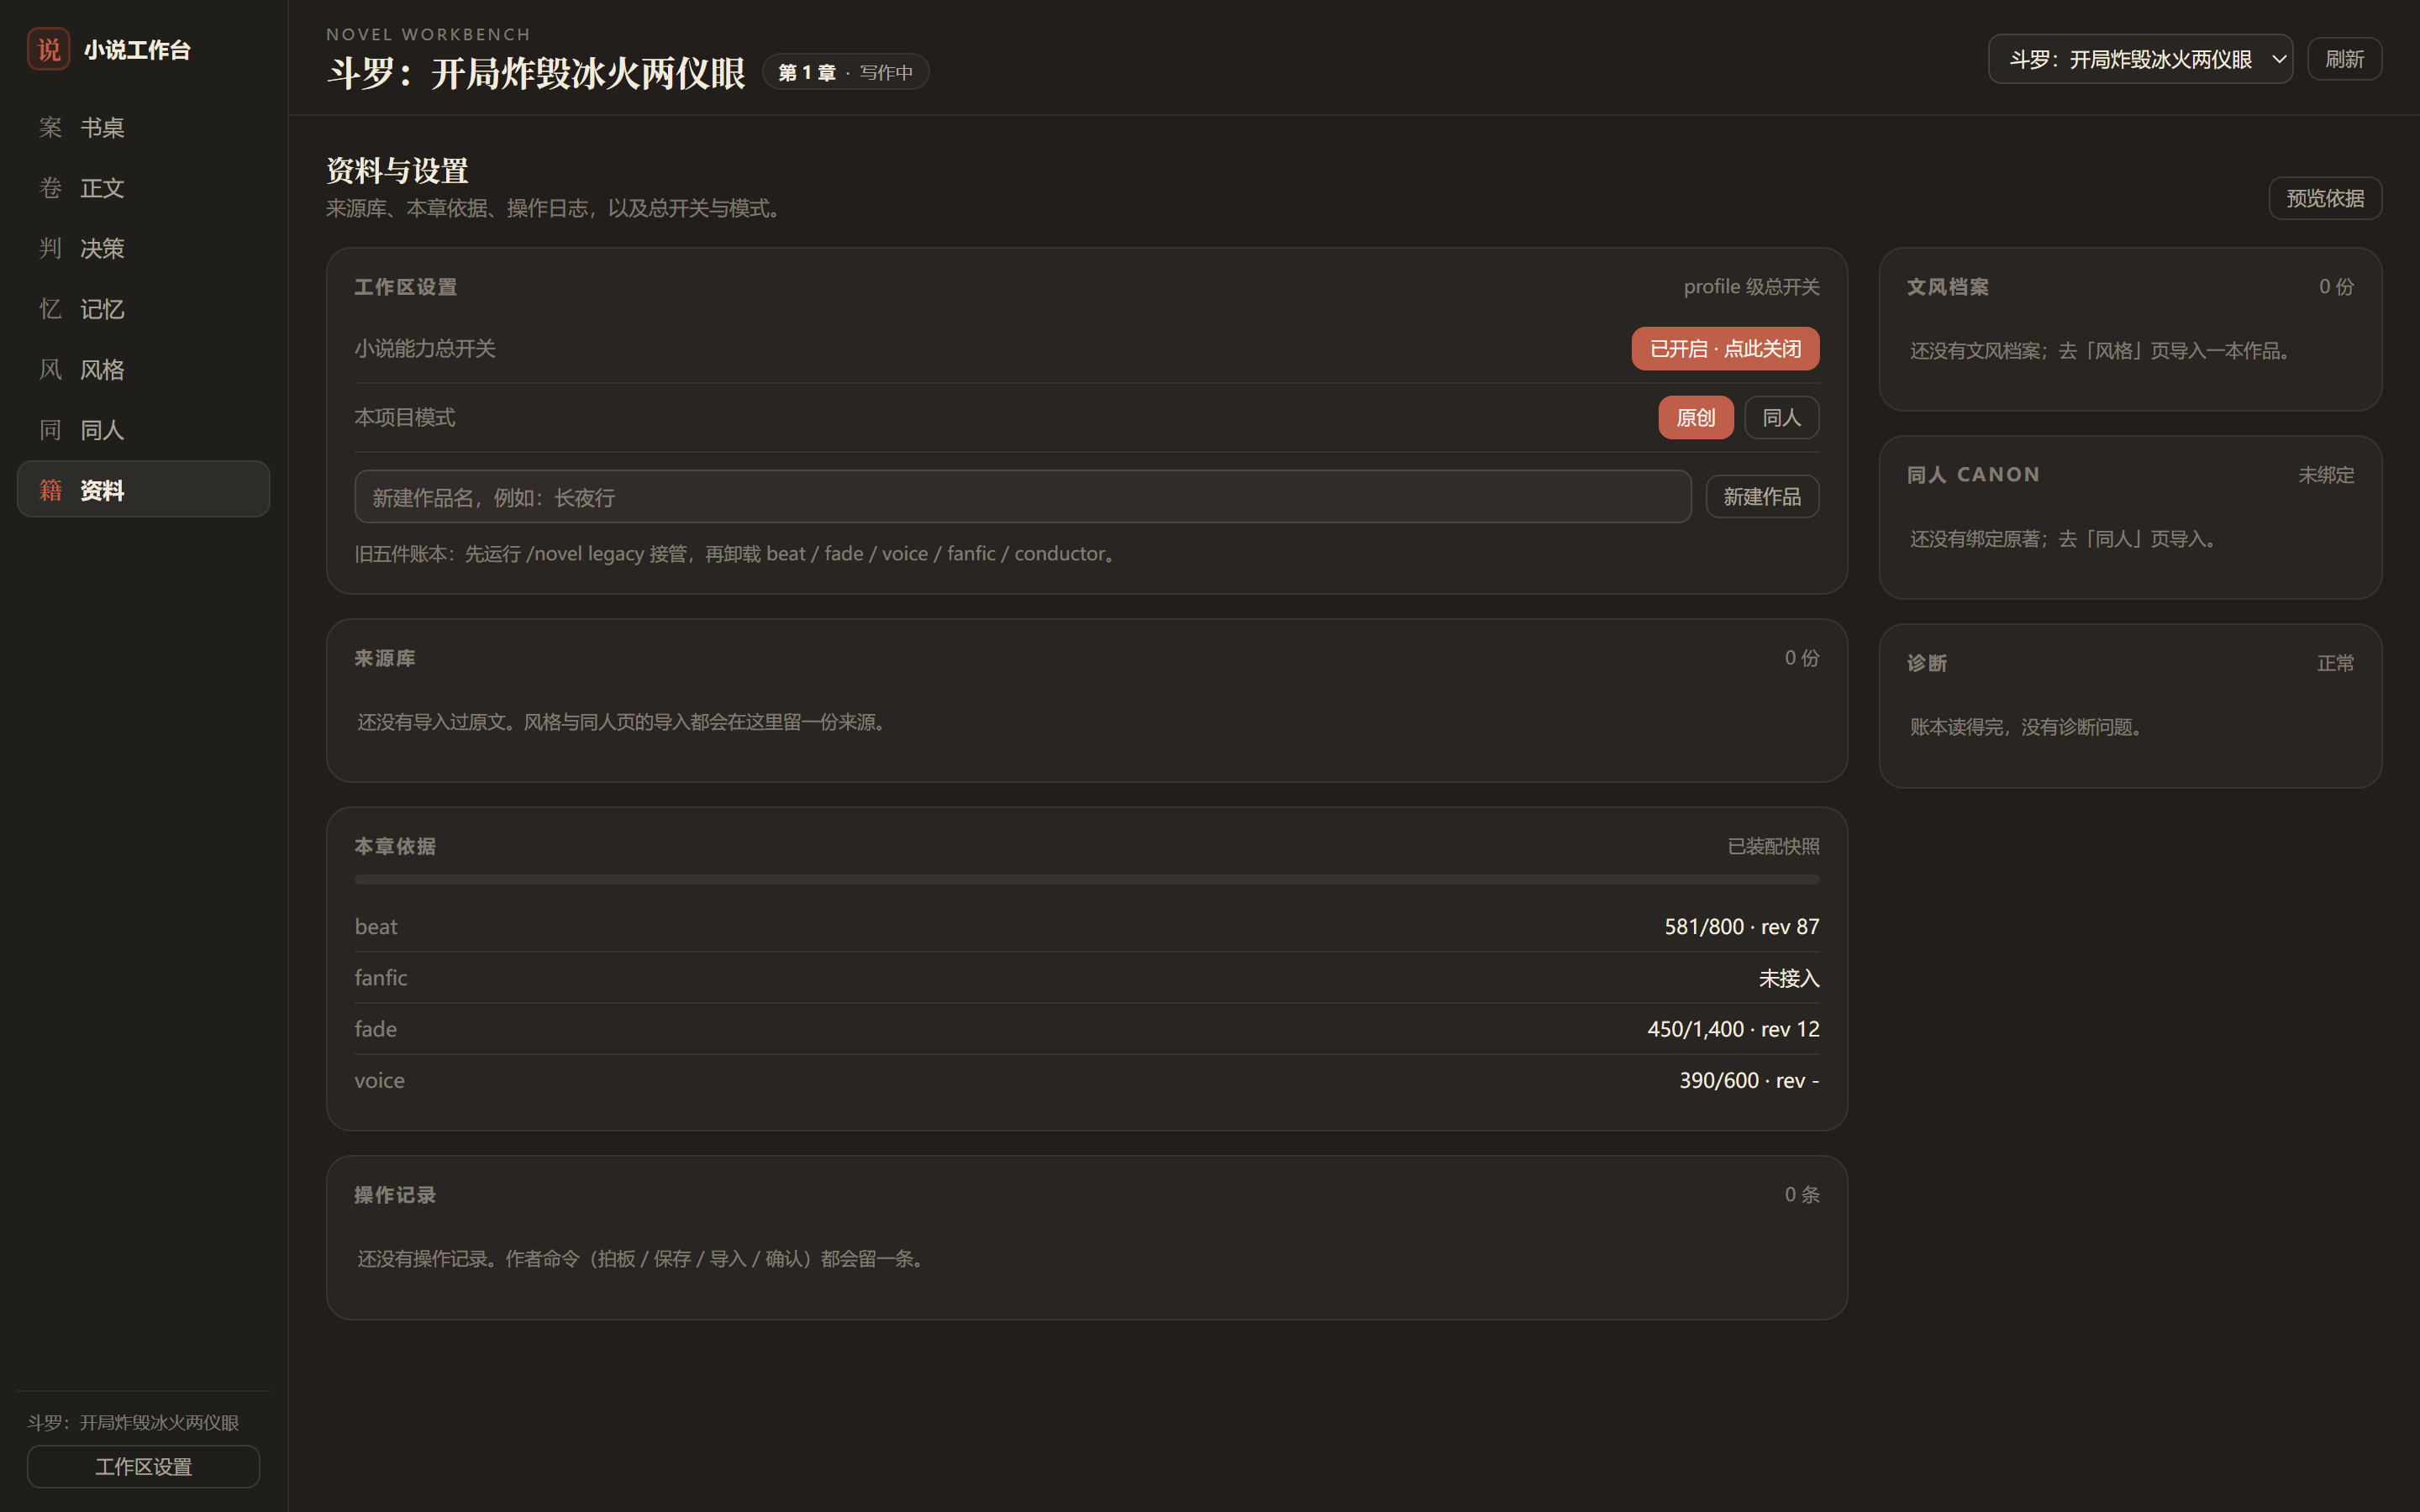 说 小说工作台
案 书桌
卷 正文
判 决策
忆 记忆
风 风格
同 同人
籍 资料
斗罗：开局炸毁冰火两仪眼
工作区设置
NOVEL WORKBENCH
斗罗：开局炸毁冰火两仪眼 第 1 章 · 写作中
斗罗：开局炸毁冰火两仪眼 刷新
资料与设置
来源库、本章依据、操作日志，以及总开关与模式。
预览依据
工作区设置 profile 级总开关
小说能力总开关 已开启 · 点此关闭
本项目模式 原创 同人
新建作品名，例如：长夜行 新建作品
旧五件账本：先运行 /novel legacy 接管，再卸载 beat / fade / voice / fanfic / conductor。
来源库 0 份
还没有导入过原文。风格与同人页的导入都会在这里留一份来源。
本章依据 已装配快照
beat 581/800 · rev 87
fanfic 未接入
fade 450/1,400 · rev 12
voice 390/600 · rev -
操作记录 0 条
还没有操作记录。作者命令（拍板 / 保存 / 导入 / 确认）都会留一条。
文风档案 0 份
还没有文风档案；去「风格」页导入一本作品。
同人 CANON 未绑定
还没有绑定原著；去「同人」页导入。
诊断 正常
账本读得完，没有诊断问题。